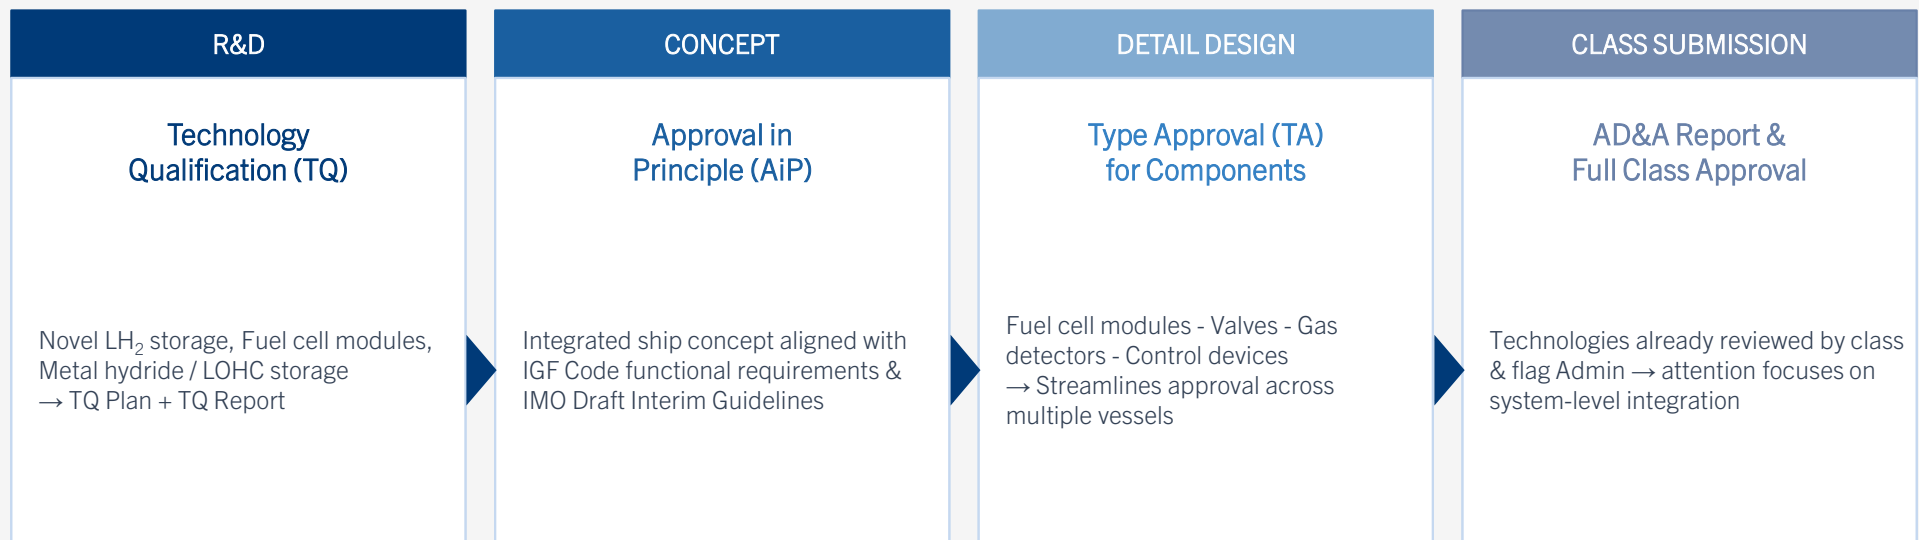 R&D
Technology
Qualification (TQ)
Novel LH₂ storage, Fuel cell modules,
Metal hydride / LOHC storage
→ TQ Plan + TQ Report
CONCEPT
Approval in
Principle (AiP)
Integrated ship concept aligned with
IGF Code functional requirements &
IMO Draft Interim Guidelines
DETAIL DESIGN
Type Approval (TA)
for Components
Fuel cell modules - Valves - Gas
detectors - Control devices
→ Streamlines approval across
multiple vessels
CLASS SUBMISSION
AD&A Report &
Full Class Approval
Technologies already reviewed by class
& flag Admin → attention focuses on
system-level integration